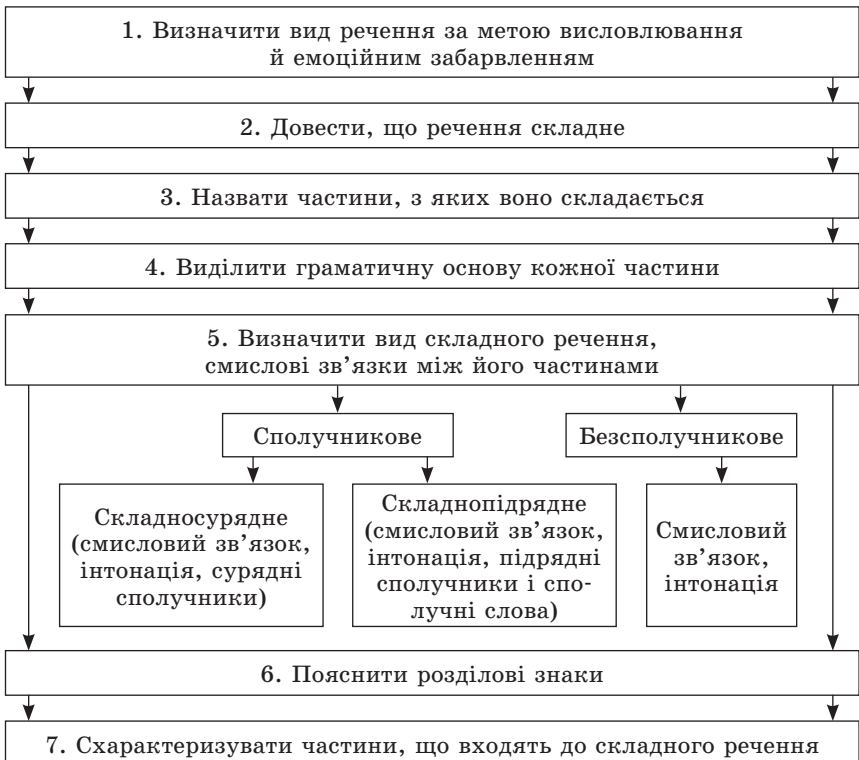 1. Визначити вид речення за метою висловлювання
й емоційним забарвленням
2. Довести, що речення складне
3. Назвати частини, з яких воно складається
4. Виділити граматичну основу кожної частини
5. Визначити вид складного речення,
смислові зв’язки між його частинами
Сполучникове
Безсполучникове
Складносурядне
(смисловий зв’язок,
інтонація, сурядні
сполучники)
Складнопідрядне
(смисловий зв’язок,
інтонація, підрядні
сполучники і спо-
лучні слова)
Смисловий
зв’язок,
інтонація
6. Пояснити розділові знаки
7. Схарактеризувати частини, що входять до складного речення